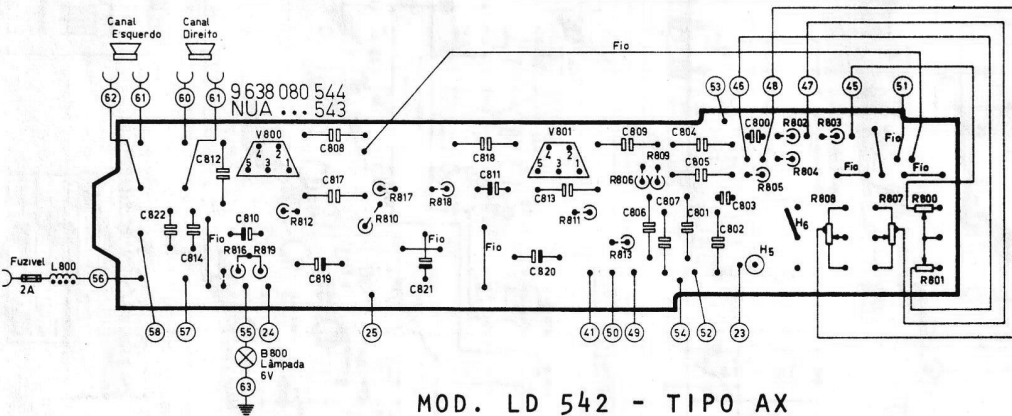 Canal Esquerdo
Canal Direito
62 61 60 61
9638 080 544
NUA ... 543
Fio
53 46 48 47 45 51
V800
4 2
5 3 1
C808
C812
C818
V801
4 2
5 3 1
C809
C804
C800
R802
R803
R809
C805
R804
Fio
Fio
R805
C817
R817
R818
C811
C813
R806
C803
R812
R810
R811
C806
C807
C801
C802
R808
R807
R800
C822
C814
Fio
C810
R816
R819
C819
Fio
C821
Fio
C820
R813
H5
H6
R801
Fuzivel
2A
L800
56
58 57 55 24 25 41 50 49 54 52 23
B800
Lâmpada
6V
63
MOD. LD 542 - TIPO AX